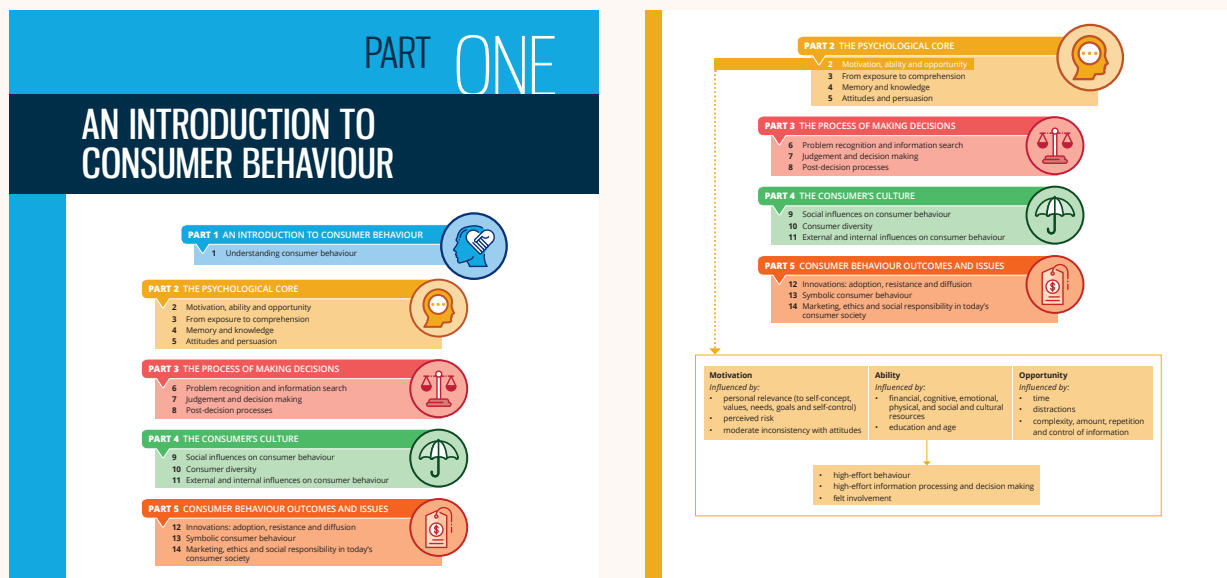 PART ONE
AN INTRODUCTION TO
CONSUMER BEHAVIOUR
PART 1 AN INTRODUCTION TO CONSUMER BEHAVIOUR
1 Understanding consumer behaviour
PART 2 THE PSYCHOLOGICAL CORE
2 Motivation, ability and opportunity
3 From exposure to comprehension
4 Memory and knowledge
5 Attitudes and persuasion
PART 3 THE PROCESS OF MAKING DECISIONS
6 Problem recognition and information search
7 Judgement and decision making
8 Post-decision processes
PART 4 THE CONSUMER'S CULTURE
9 Social influences on consumer behaviour
10 Consumer diversity
11 External and internal influences on consumer behaviour
PART 5 CONSUMER BEHAVIOUR OUTCOMES AND ISSUES
12 Innovations: adoption, resistance and diffusion
13 Symbolic consumer behaviour
14 Marketing, ethics and social responsibility in today's
consumer society
PART 2 THE PSYCHOLOGICAL CORE
2 Motivation, ability and opportunity
3 From exposure to comprehension
4 Memory and knowledge
5 Attitudes and persuasion
PART 3 THE PROCESS OF MAKING DECISIONS
6 Problem recognition and information search
7 Judgement and decision making
8 Post-decision processes
PART 4 THE CONSUMER'S CULTURE
9 Social influences on consumer behaviour
10 Consumer diversity
11 External and internal influences on consumer behaviour
PART 5 CONSUMER BEHAVIOUR OUTCOMES AND ISSUES
12 Innovations: adoption, resistance and diffusion
13 Symbolic consumer behaviour
14 Marketing, ethics and social responsibility in today's
consumer society
Motivation
Influenced by:
• personal relevance (to self-concept,
values, needs, goals and self-control)
• perceived risk
• moderate inconsistency with attitudes
Ability
Influenced by:
• financial, cognitive, emotional,
physical, and social and cultural
resources
• education and age
Opportunity
Influenced by:
• time
• distractions
• complexity, amount, repetition
and control of information
• high-effort behaviour
• high-effort information processing and decision making
• felt involvement